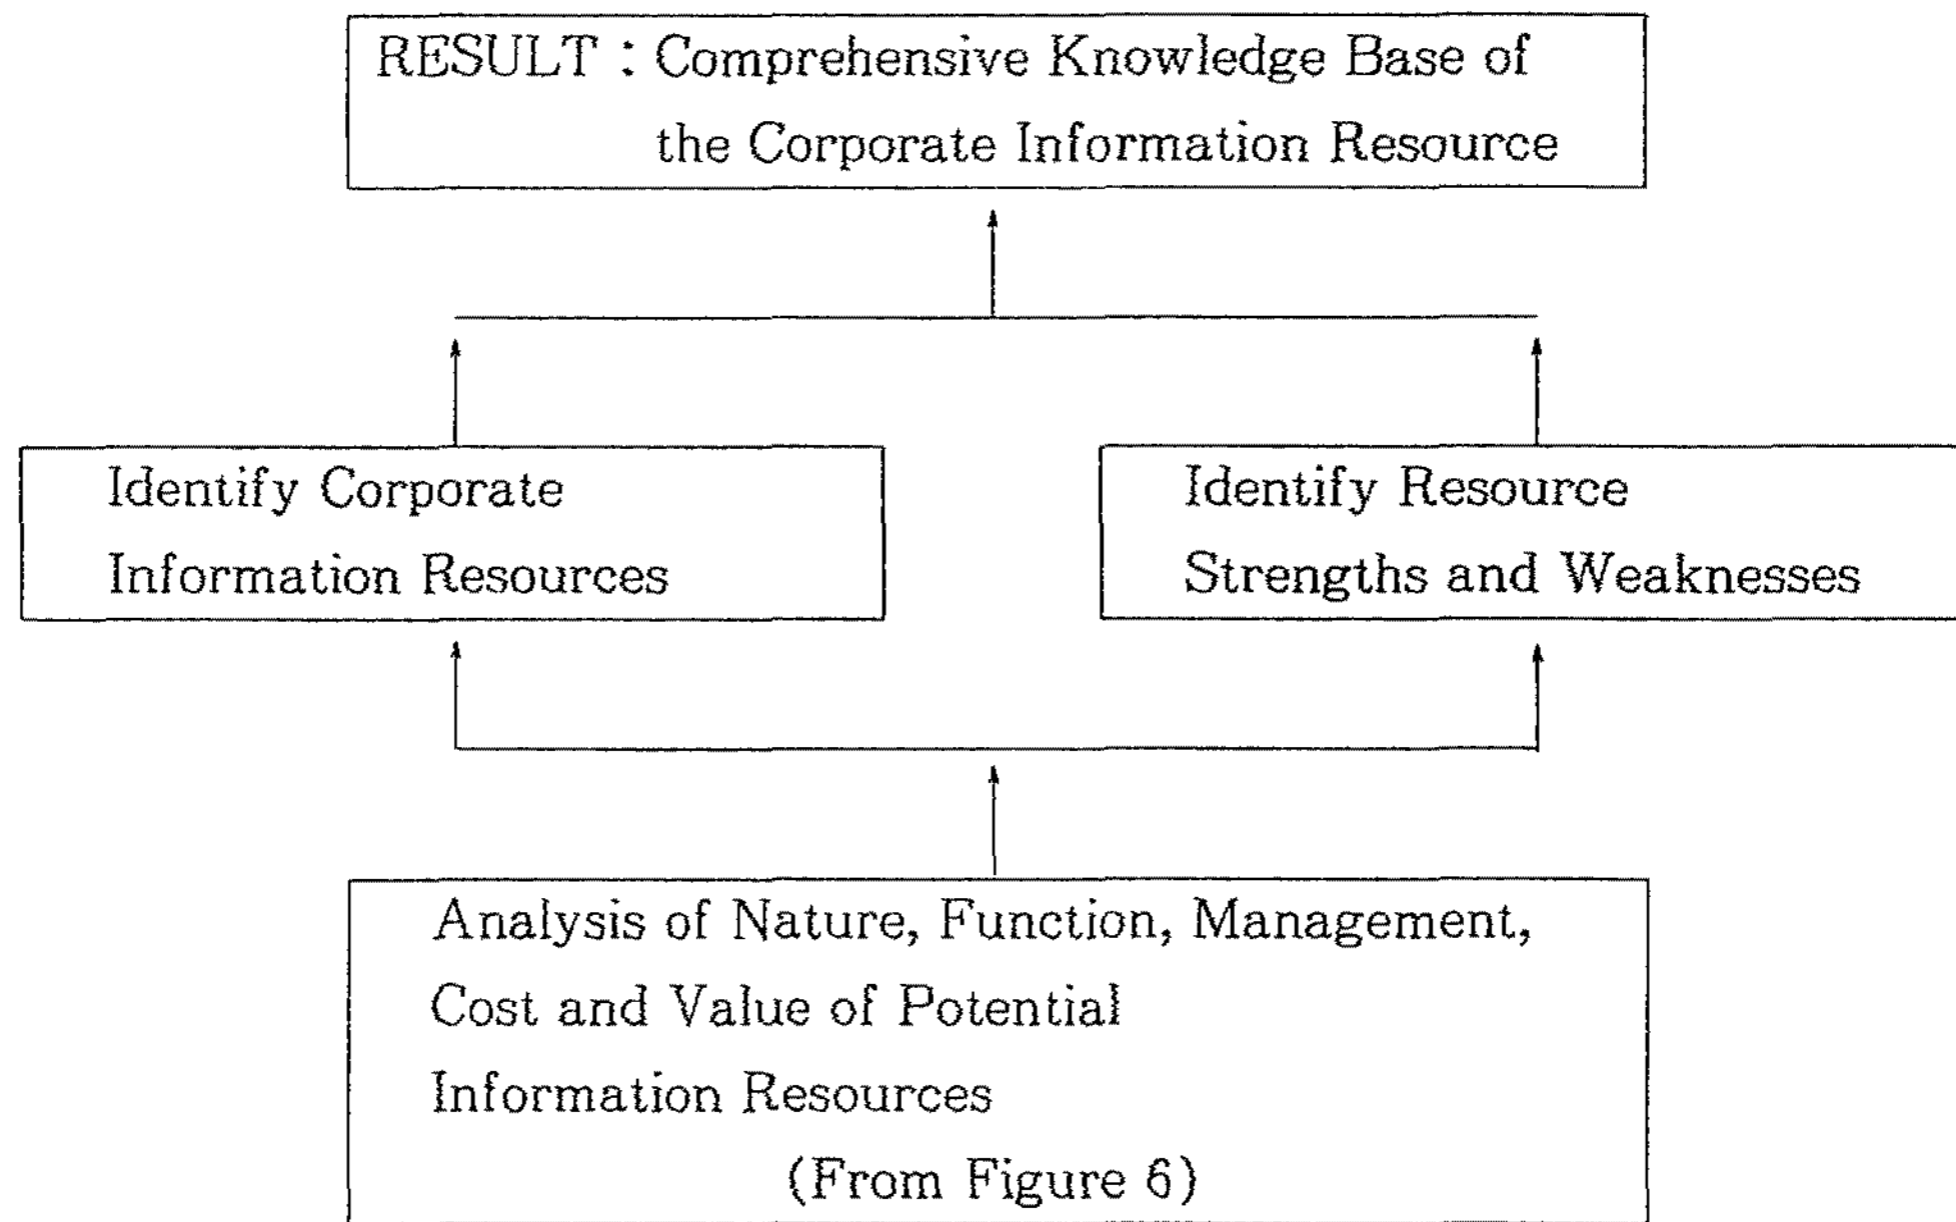 RESULT : Comprehensive Knowledge Base of
the Corporate Information Resource
Identify Corporate
Information Resources
Identify Resource
Strengths and Weaknesses
Analysis of Nature, Function, Management,
Cost and Value of Potential
Information Resources
(From Figure 6)